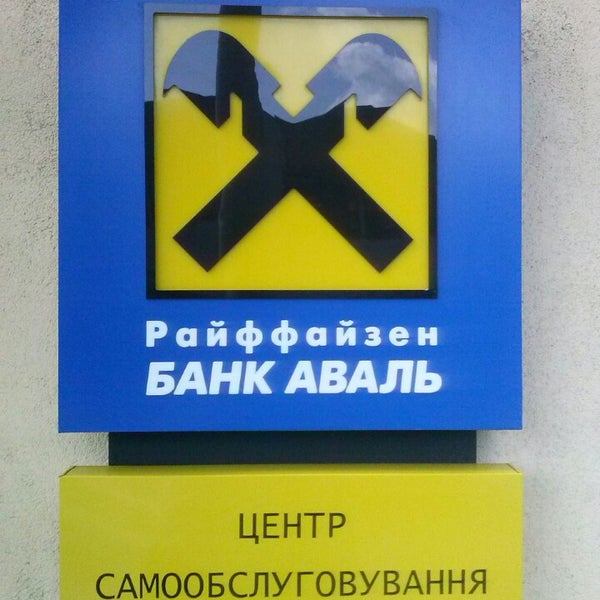 Райффайзен
БАНК АВАЛЬ
ЦЕНТР
САМООБСЛУГОВУВАННЯ